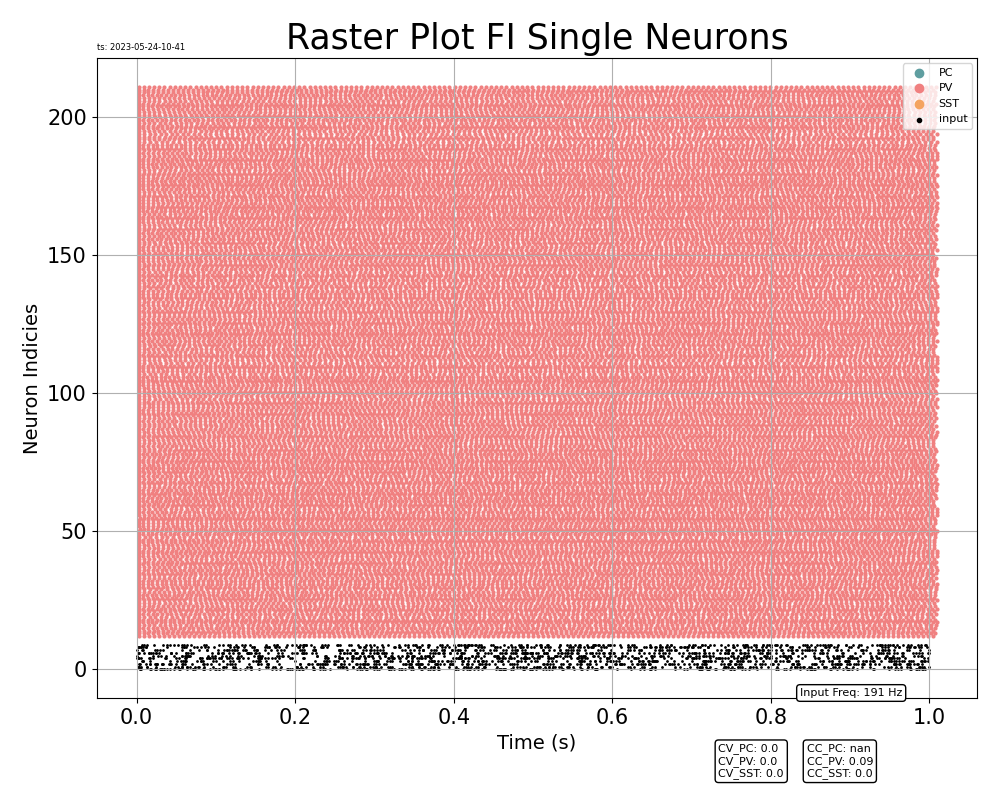 Raster Plot FI Single Neurons
ts: 2023-05-24-10-41
PC
PV
SST
input
200
150
100
50
0
Neuron Indicies
0.0 0.2 0.4 0.6 0.8 1.0
Time (s)
Input Freq: 191 Hz
CV_PC: 0.0
CV_PV: 0.0
CV_SST: 0.0
CC_PC: nan
CC_PV: 0.09
CC_SST: 0.0